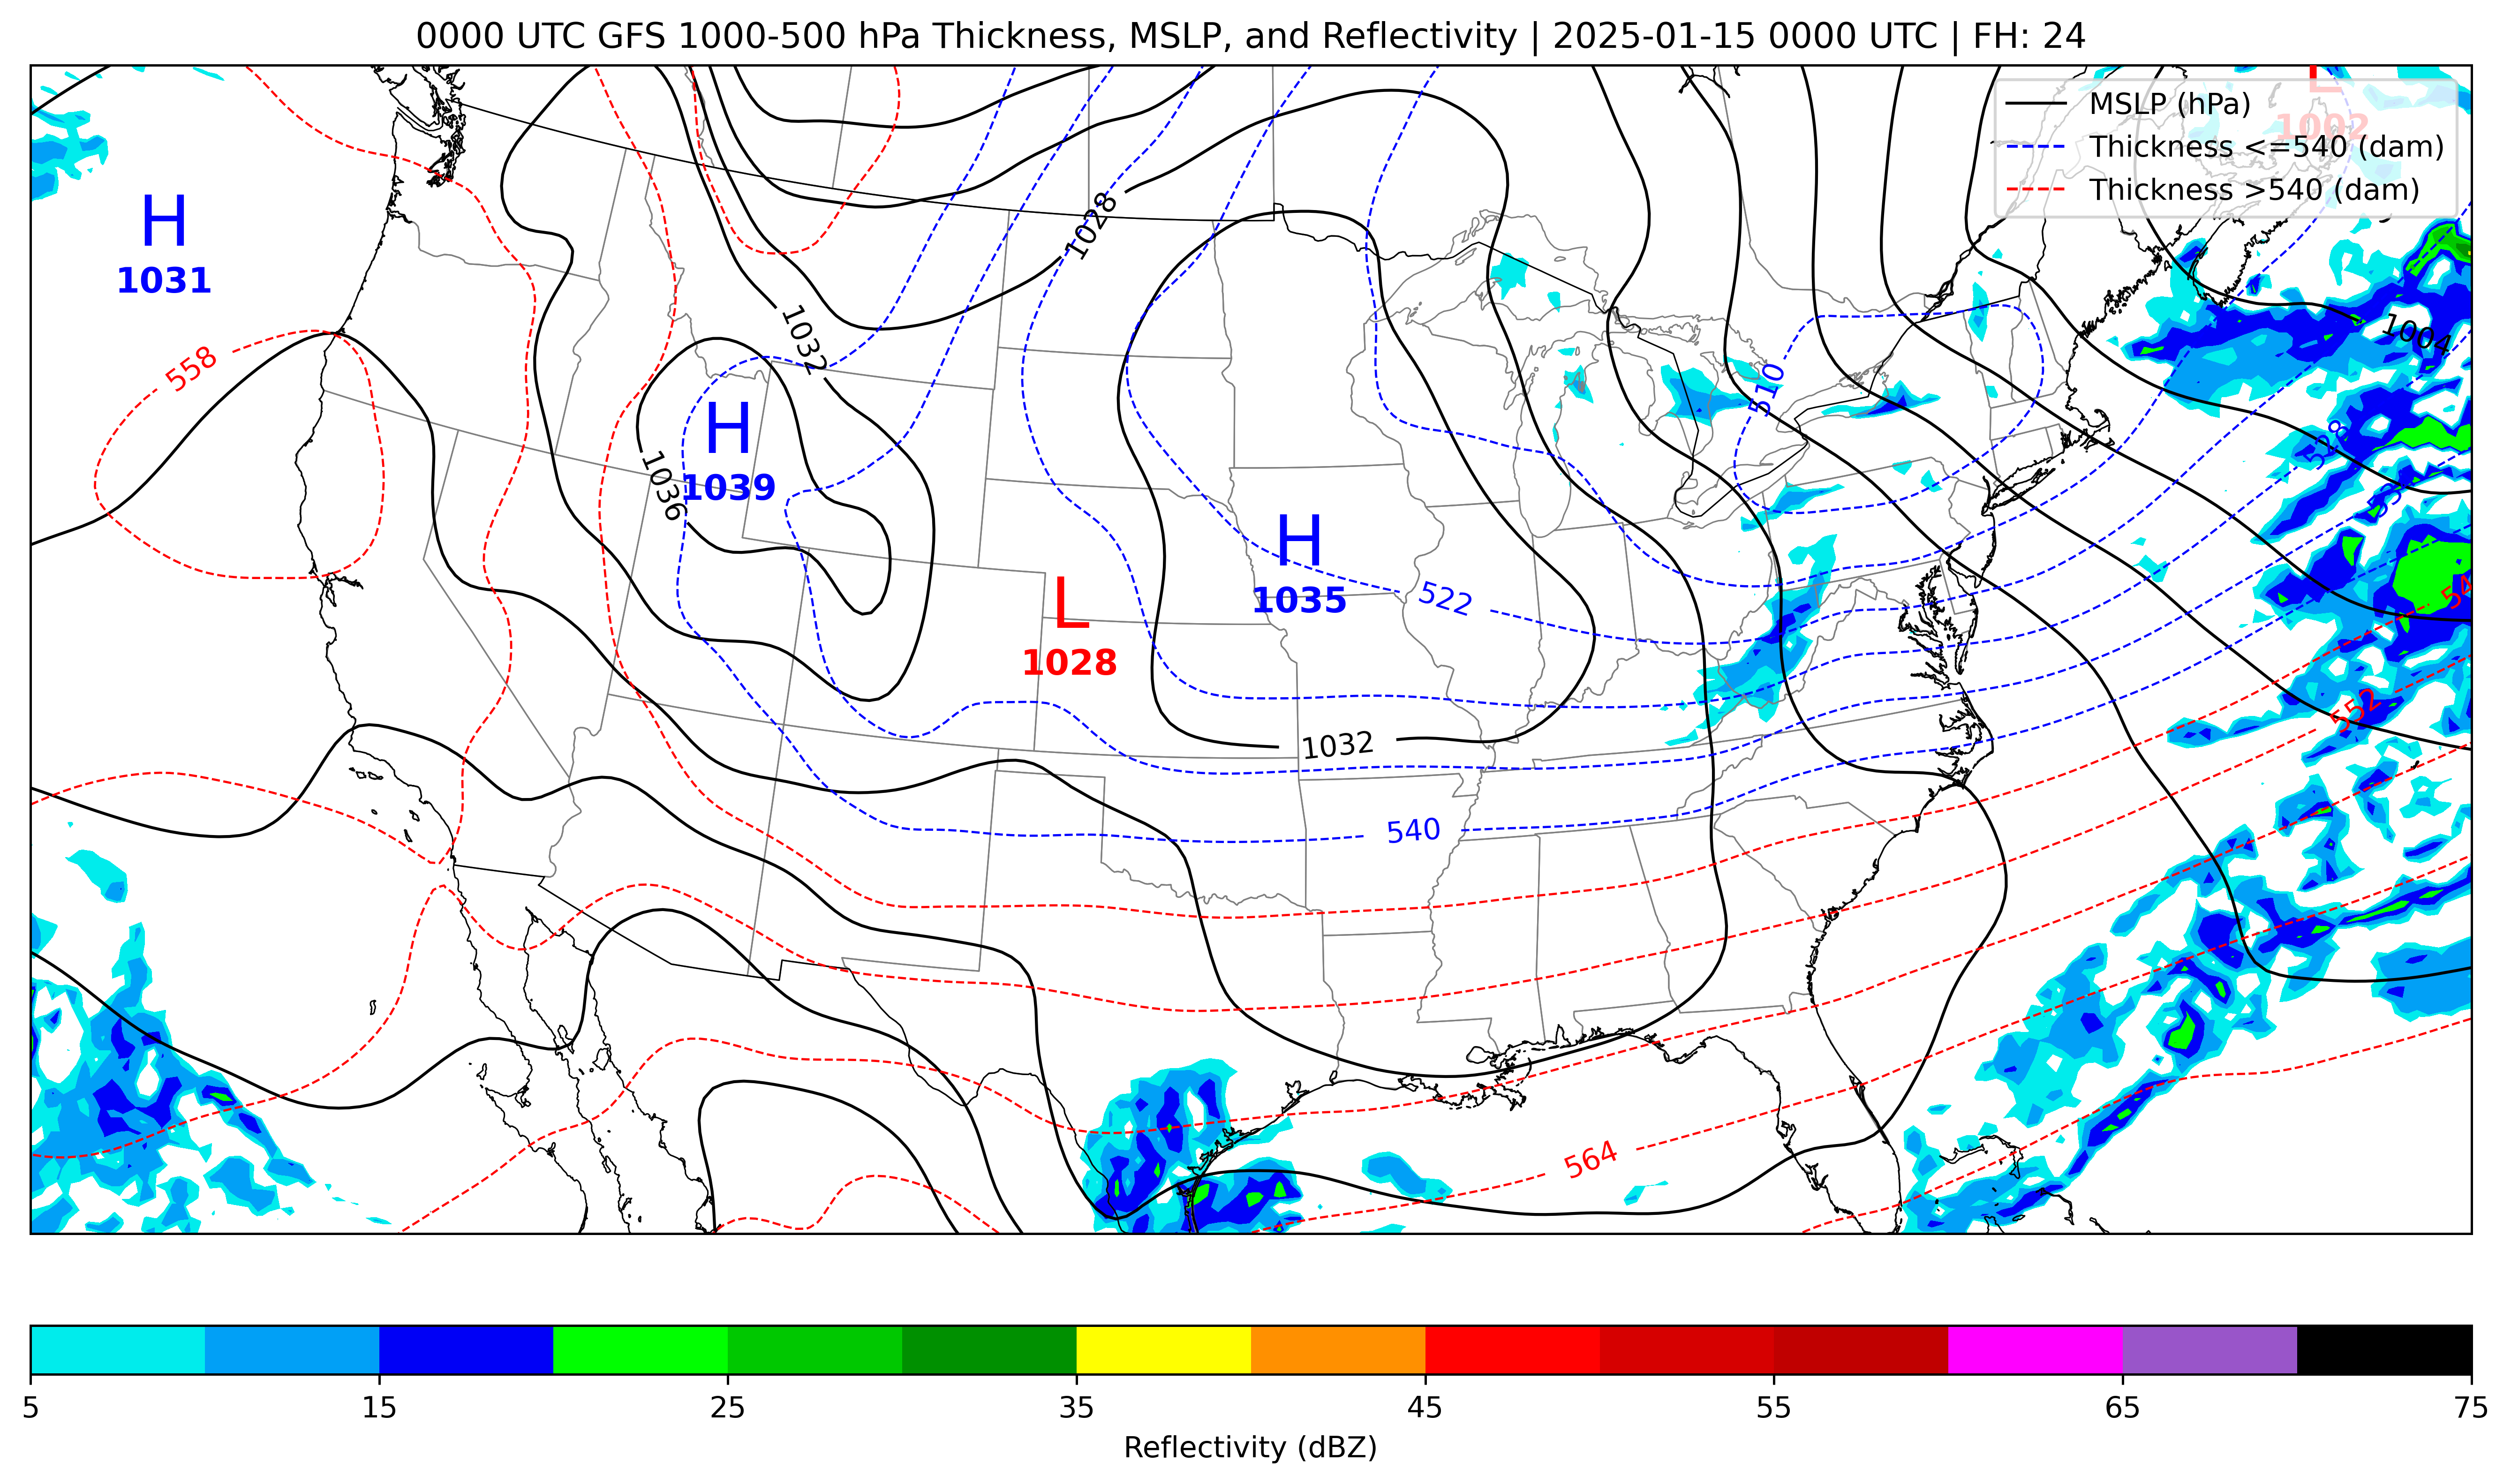 0000 UTC GFS 1000-500 hPa Thickness, MSLP, and Reflectivity | 2025-01-15 0000 UTC | FH: 24
L
1002
MSLP (hPa)
Thickness <=540 (dam)
Thickness >540 (dam)
H
1031
1028
1032
1004
558
510
H
1039
1036
528
H
1035
522
L
1028
552
1032
540
564
5
15
25
35
45
55
65
75
Reflectivity (dBZ)